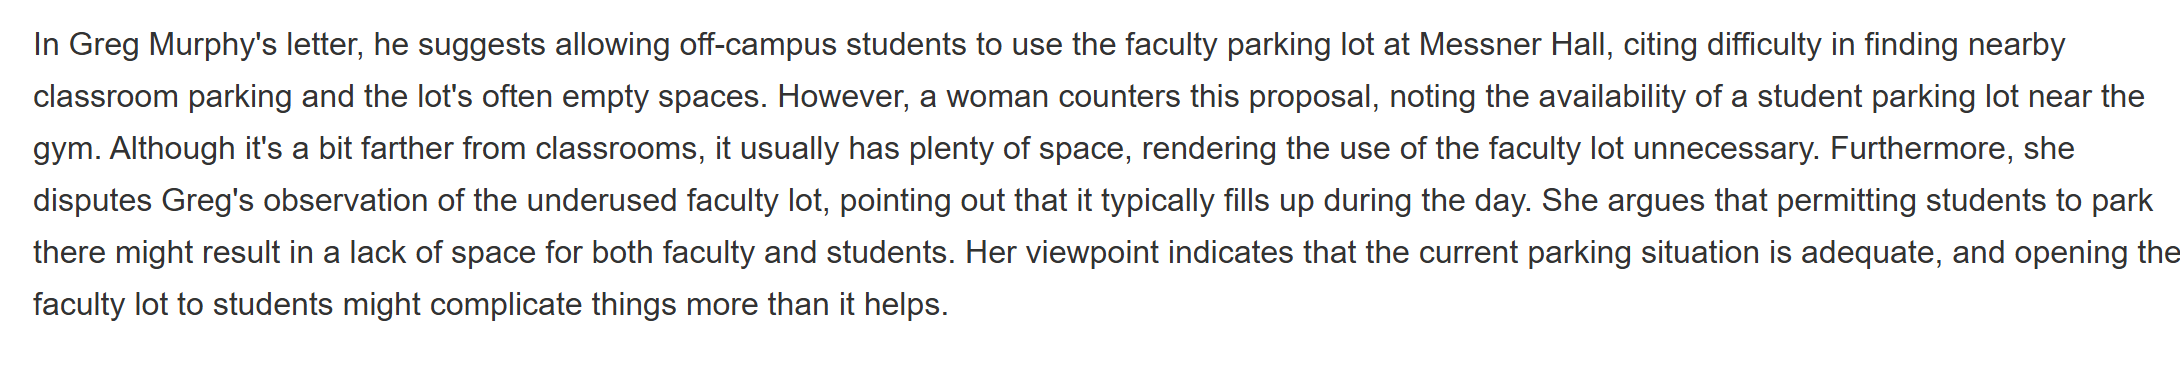 In Greg Murphy's letter, he suggests allowing off-campus students to use the faculty parking lot at Messner Hall, citing difficulty in finding nearby
classroom parking and the lot's often empty spaces. However, a woman counters this proposal, noting the availability of a student parking lot near the
gym. Although it's a bit farther from classrooms, it usually has plenty of space, rendering the use of the faculty lot unnecessary. Furthermore, she
disputes Greg's observation of the underused faculty lot, pointing out that it typically fills up during the day. She argues that permitting students to park
there might result in a lack of space for both faculty and students. Her viewpoint indicates that the current parking situation is adequate, and opening the
faculty lot to students might complicate things more than it helps.